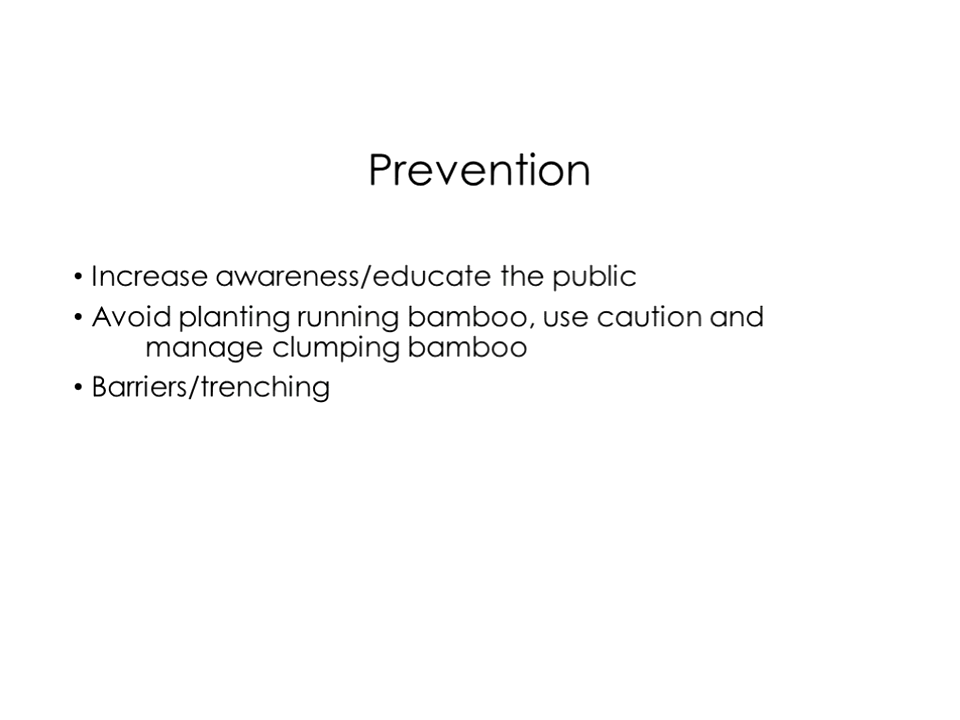 Prevention
• Increase awareness/educate the public
• Avoid planting running bamboo, use caution and
manage clumping bamboo
• Barriers/trenching